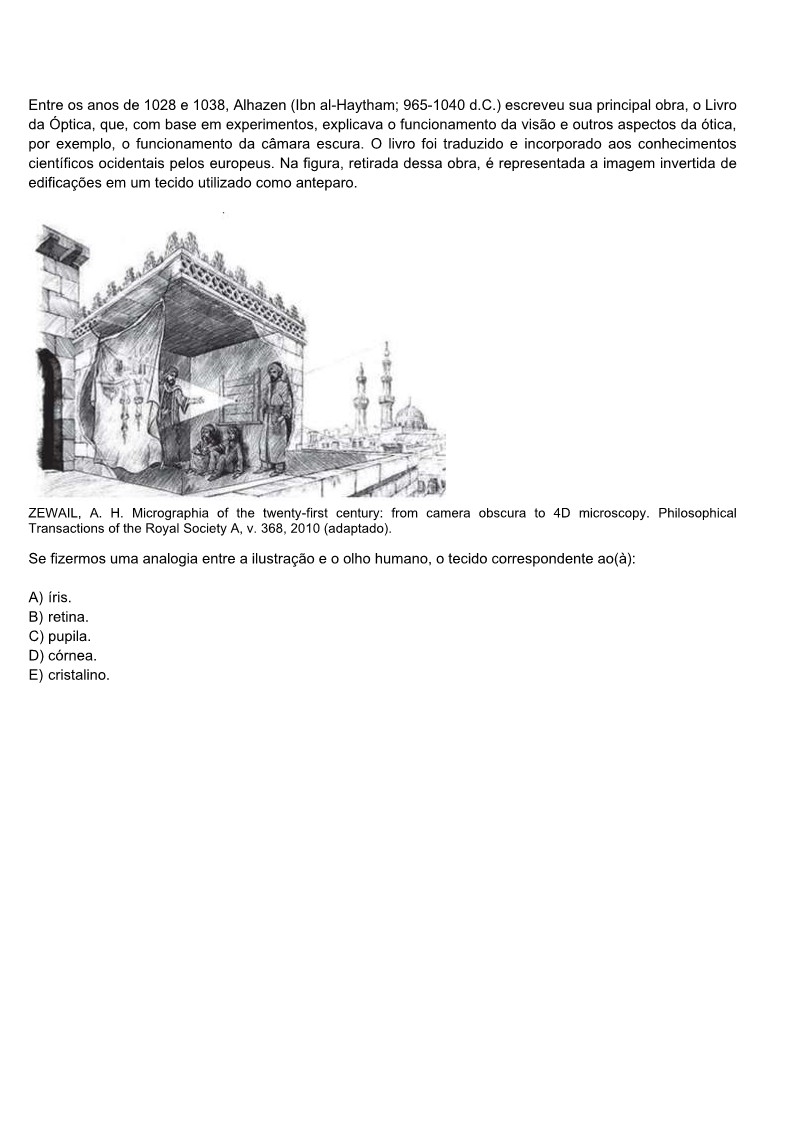 Entre os anos de 1028 e 1038, Alhazen (Ibn al-Haytham; 965-1040 d.C.) escreveu sua principal obra, o Livro
da Óptica, que, com base em experimentos, explicava o funcionamento da visão e outros aspectos da ótica,
por exemplo, o funcionamento da câmara escura. O livro foi traduzido e incorporado aos conhecimentos
científicos ocidentais pelos europeus. Na figura, retirada dessa obra, é representada a imagem invertida de
edificações em um tecido utilizado como anteparo.
ZEWAIL, A. H. Micrographia of the twenty-first century: from camera obscura to 4D microscopy. Philosophical
Transactions of the Royal Society A, v. 368, 2010 (adaptado).
Se fizermos uma analogia entre a ilustração e o olho humano, o tecido correspondente ao(à):
A) íris.
B) retina.
C) pupila.
D) córnea.
E) cristalino.